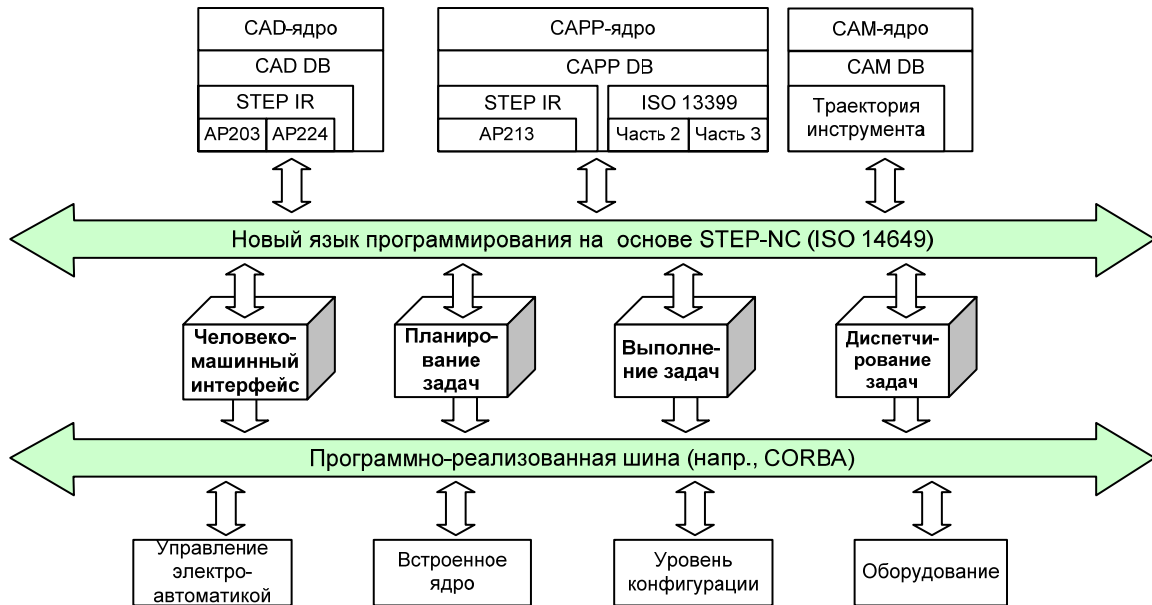 CAD-ядро
CAPP-ядро
CAM-ядро
CAD DB
CAPP DB
CAM DB
STEP IR
STEP IR
ISO 13399
Траектория
инструмента
AP203
AP224
AP213
Часть 2
Часть 3
Новый язык программирования на основе STEP-NC (ISO 14649)
Человеко-
машинный
интерфейс
Планиро-
вание
задач
Выполне-
ние задач
Диспетчи-
рование
задач
Программно-реализованная шина (напр., CORBA)
Управление
электро-
автоматикой
Встроенное
ядро
Уровень
конфигурации
Оборудование